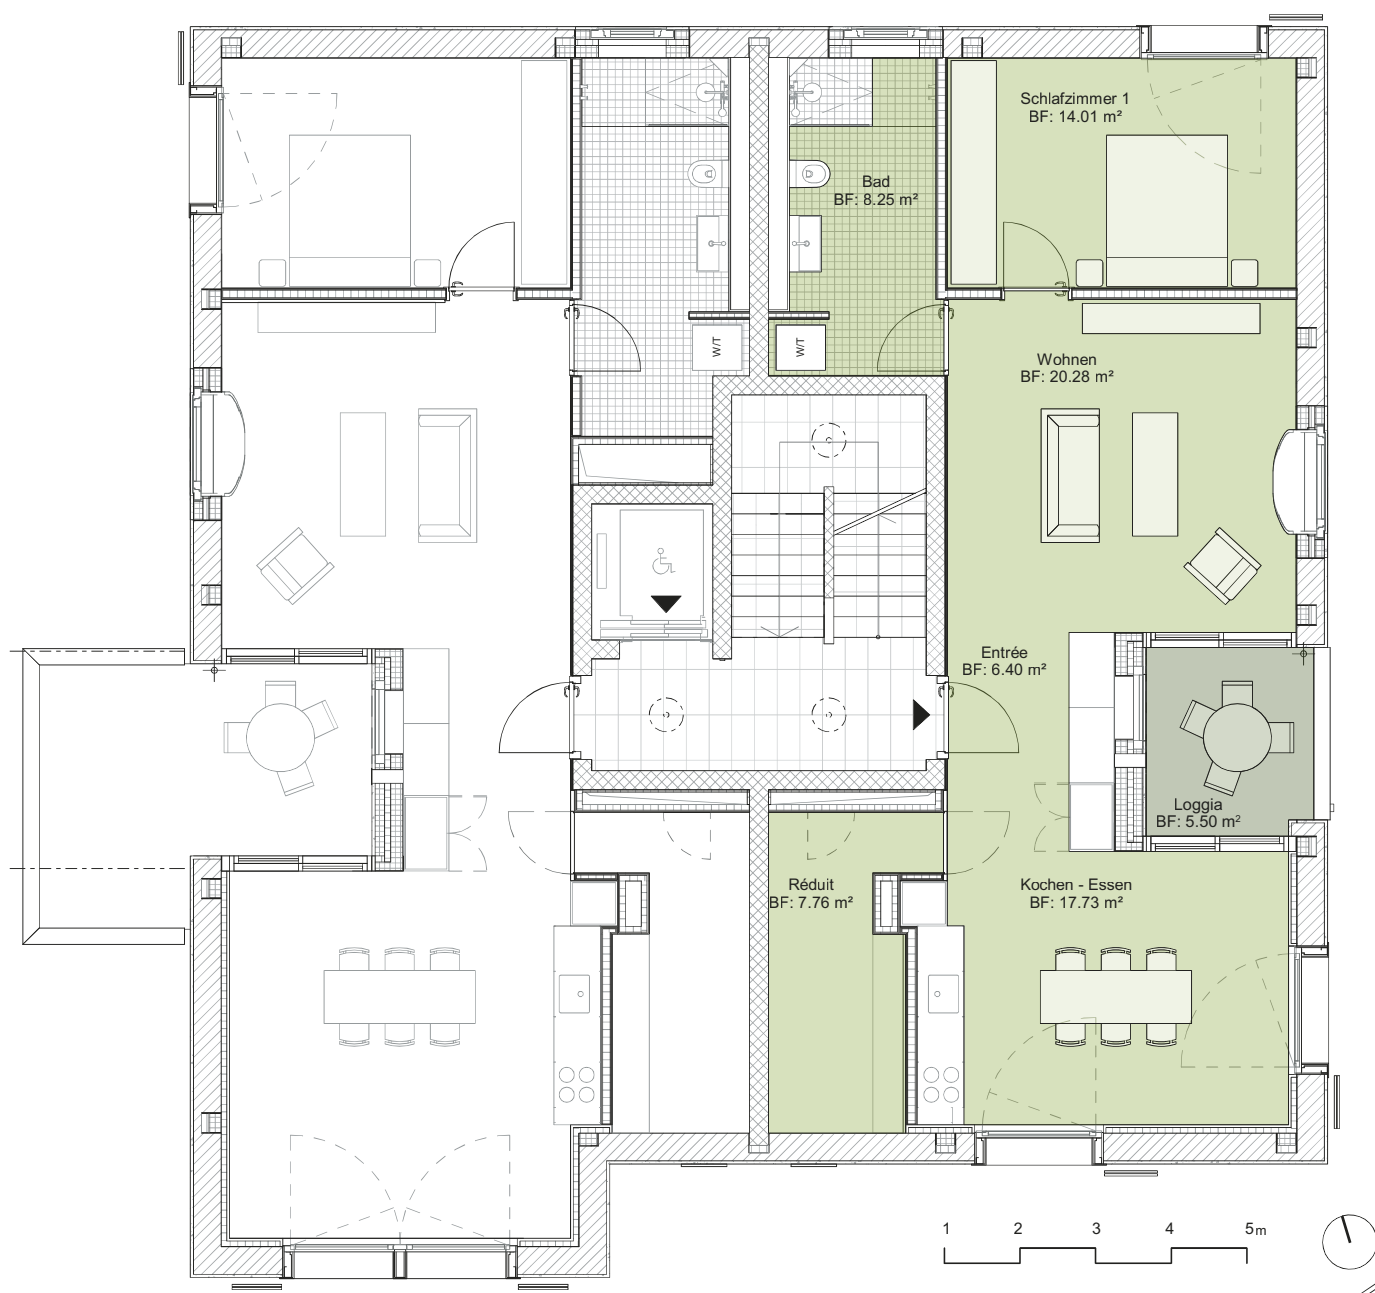 Schlafzimmer 1
BF: 14.01 m²
Bad
BF: 8.25 m²
W/T
W/T
Wohnen
BF: 20.28 m²
Entrée
BF: 6.40 m²
Loggia
BF: 5.50 m²
Réduit
BF: 7.76 m²
Kochen - Essen
BF: 17.73 m²
1 2 3 4 5m